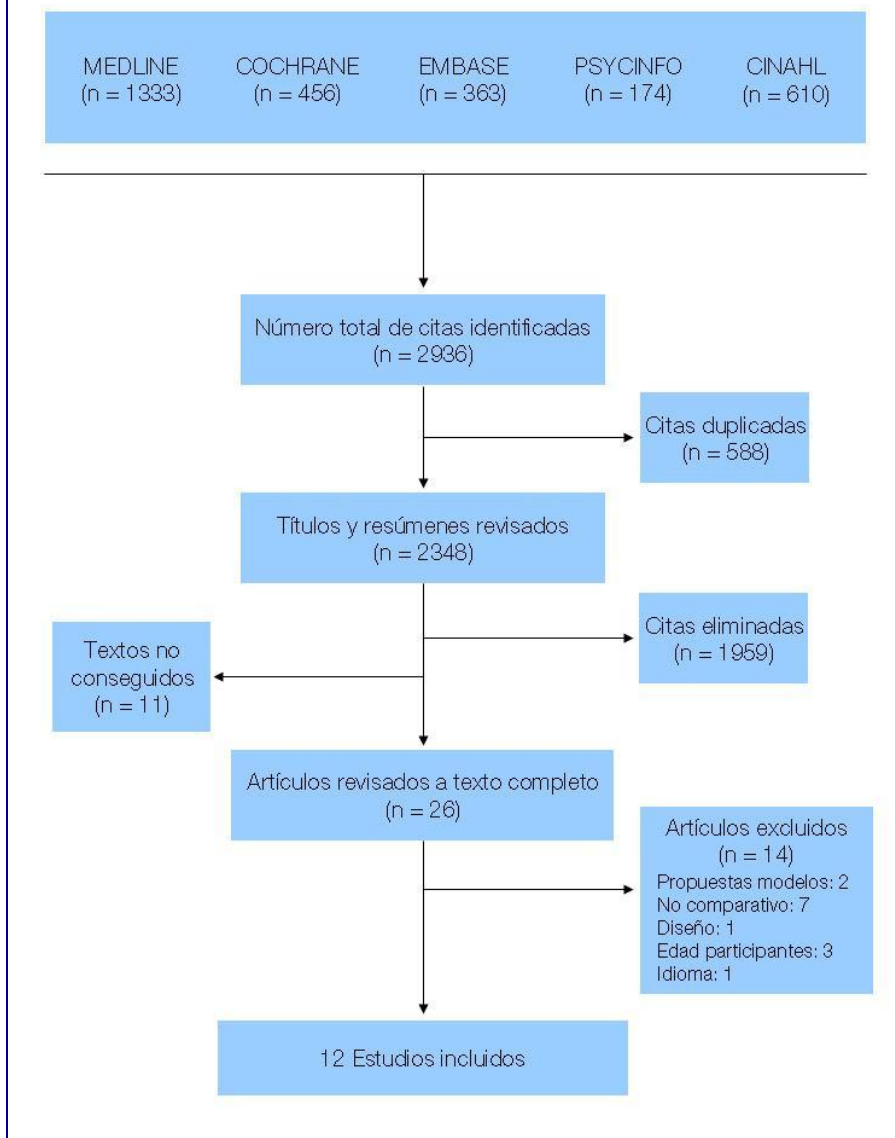 MEDLINE
(n = 1333)
COCHRANE
(n = 456)
EMBASE
(n = 363)
PSYCINFO
(n = 174)
CINAHL
(n = 610)
Número total de citas identificadas
(n = 2936)
Citas duplicadas
(n = 588)
Títulos y resúmenes revisados
(n = 2348)
Citas eliminadas
(n = 1959)
Textos no
conseguidos
(n = 11)
Artículos revisados a texto completo
(n = 26)
Artículos excluidos
(n = 14)
Propuestas modelos: 2
No comparativo: 7
Diseño: 1
Edad participantes: 3
Idioma: 1
12 Estudios incluidos